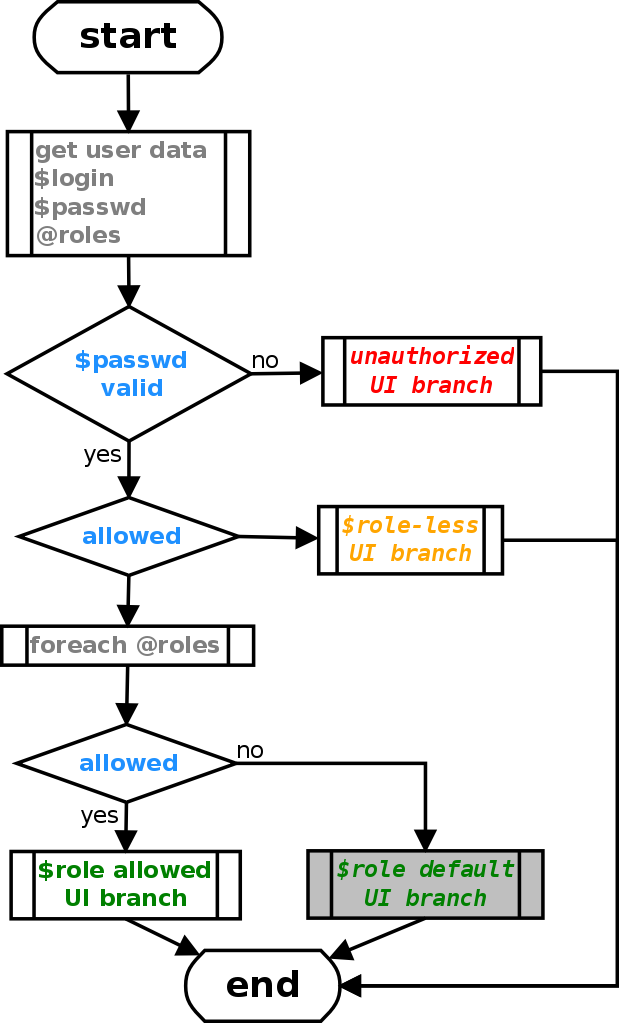 start
get user data
$login
$passwd
@roles
$passwd
valid
no
unauthorized
UI branch
yes
allowed
$role-less
UI branch
foreach @roles
allowed
no
yes
$role allowed
UI branch
$role default
UI branch
end